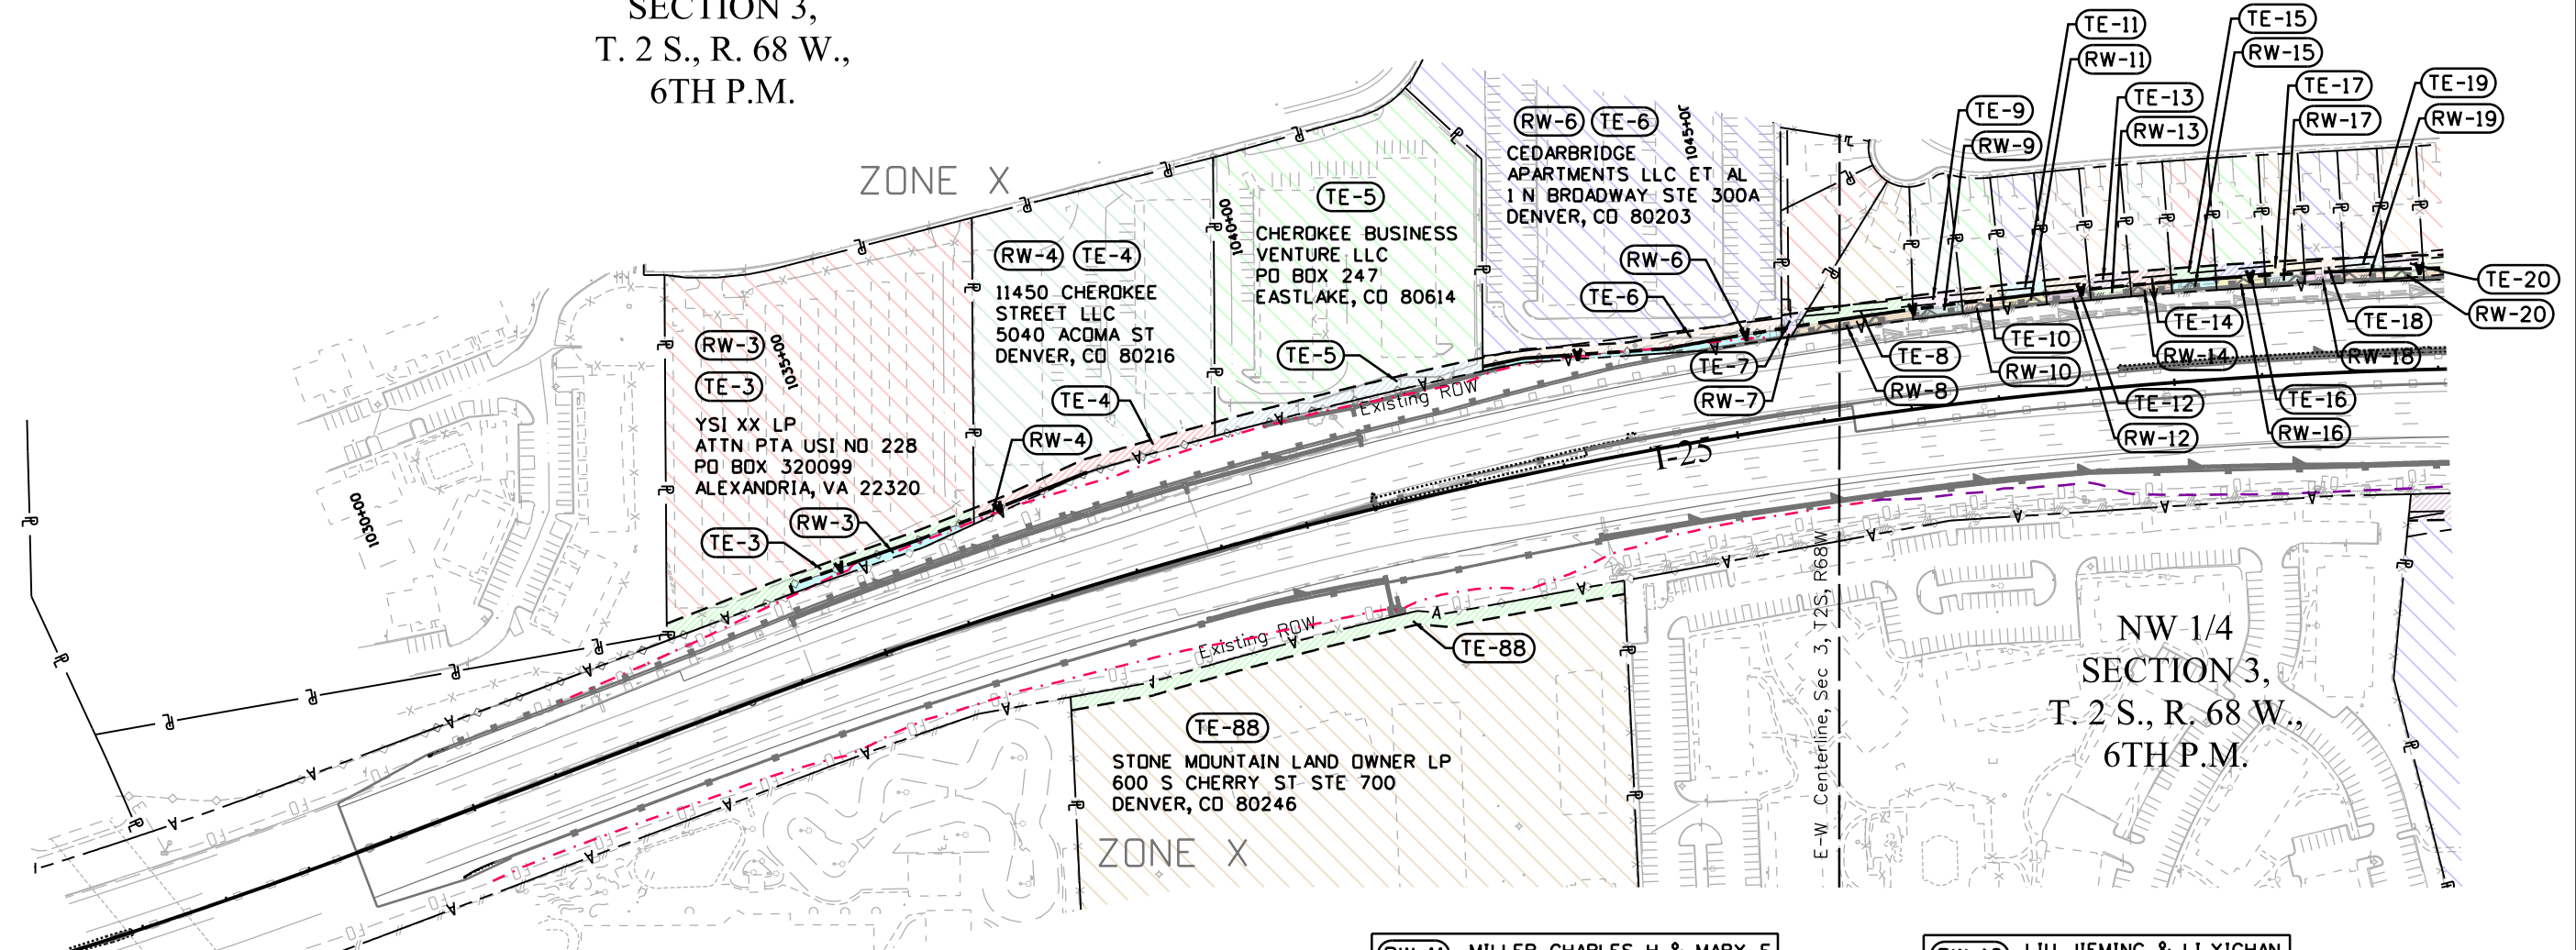 SECTION 3,
T. 2 S., R. 68 W.,
6TH P.M.
ZONE X
TE-11
RW-11
TE-15
RW-15
TE-9
RW-9
TE-13
RW-13
TE-17
RW-17
TE-19
RW-19
RW-6 TE-6
CEDARBRIDGE
APARTMENTS LLC ET AL
1 N BROADWAY STE 300A
DENVER, CO 80203
1045+00
RW-6
TE-6
TE-5
CHEROKEE BUSINESS
VENTURE LLC
PO BOX 247
EASTLAKE, CO 80614
1040+00
TE-5
RW-4 TE-4
11450 CHEROKEE
STREET LLC
5040 ACOMA ST
DENVER, CO 80216
TE-4
RW-4
RW-3
TE-3
1035+00
YSI XX LP
ATTN PTA USI NO 228
PO BOX 320099
ALEXANDRIA, VA 22320
RW-3
TE-3
1030+00
Existing ROW
TE-7
RW-7
TE-8
RW-8
TE-10
RW-10
TE-12
RW-12
TE-14
RW-14
TE-16
RW-16
TE-18
RW-18
TE-20
RW-20
I-25
Existing ROW
TE-88
TE-88
STONE MOUNTAIN LAND OWNER LP
600 S CHERRY ST STE 700
DENVER, CO 80246
ZONE X
E-W Centerline, Sec 3, T2S, R68W
NW 1/4
SECTION 3,
T. 2 S., R. 68 W.,
6TH P.M.
RW-11 MILLER CHARLES H & MARY E
LIU JIEMING & LI YICHAN